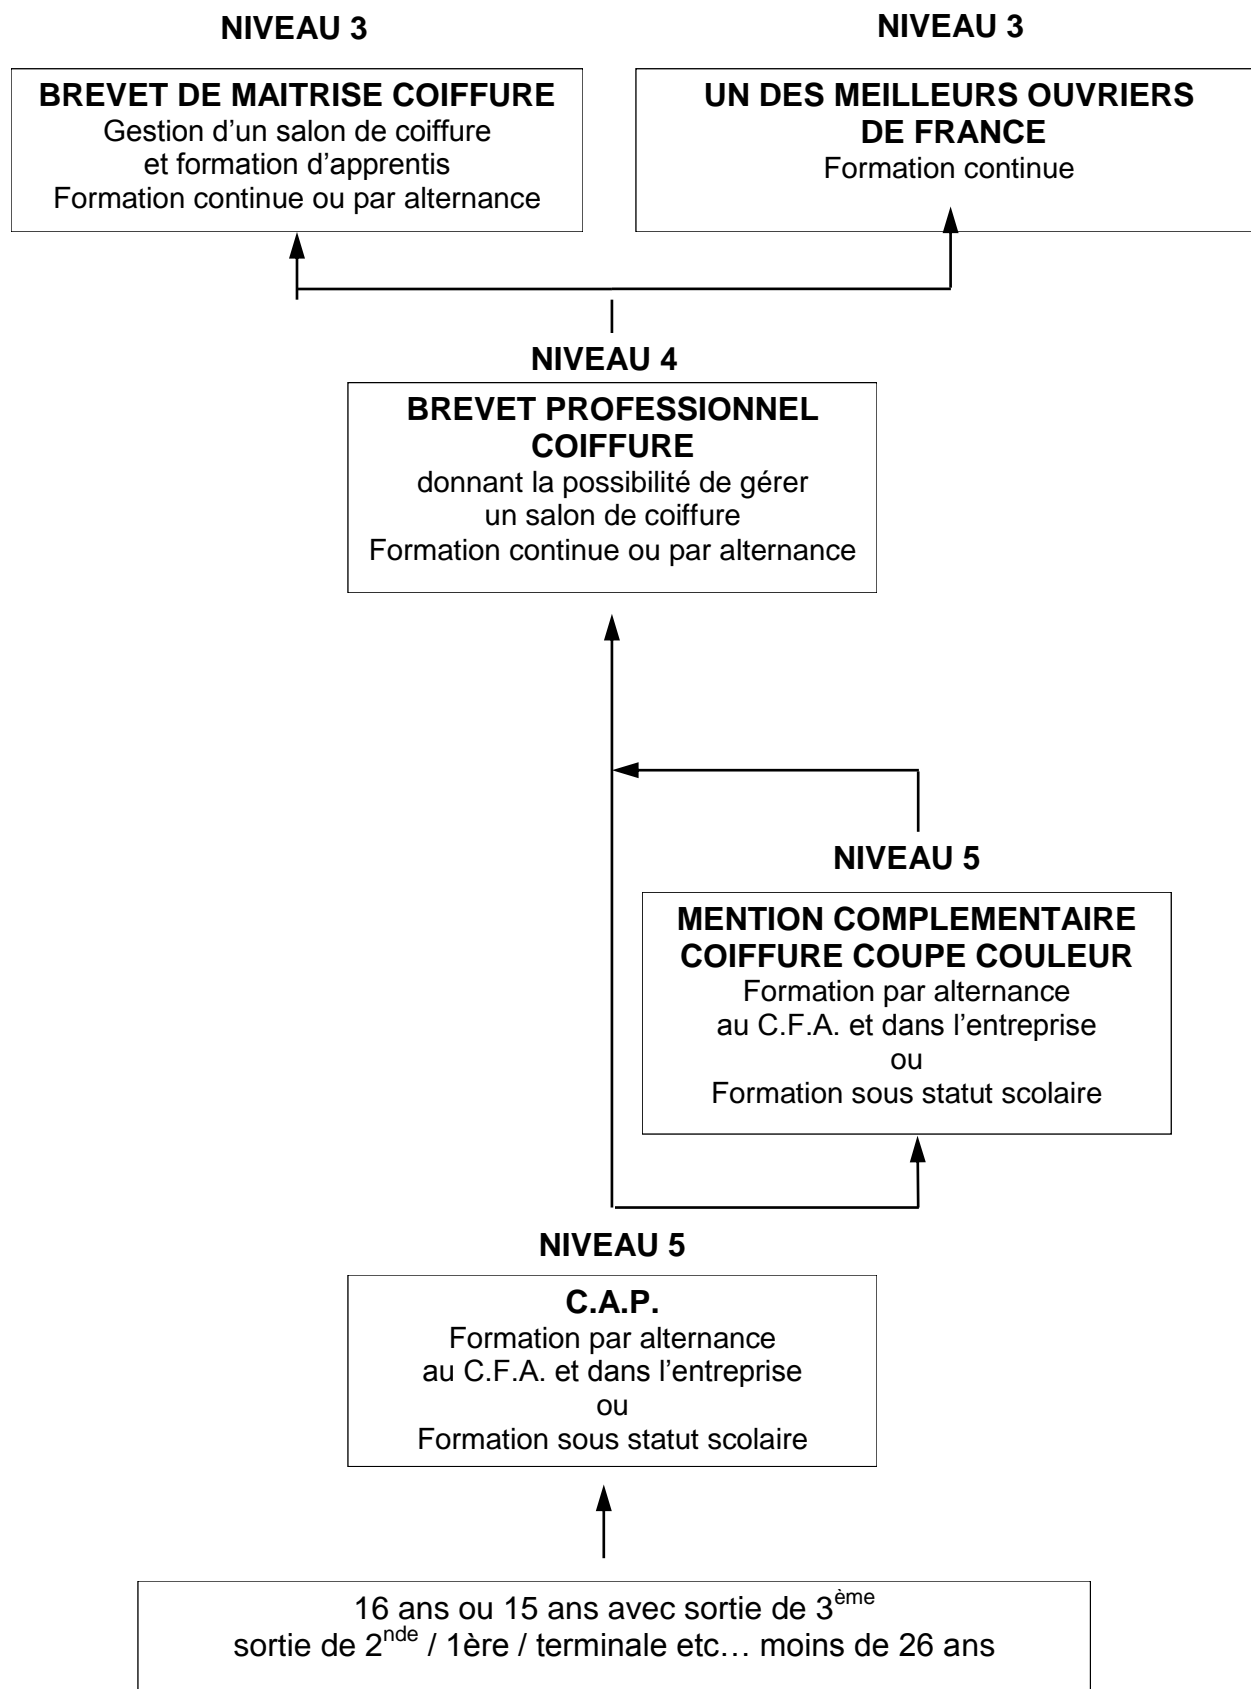 NIVEAU 3
BREVET DE MAITRISE COIFFURE
Gestion d’un salon de coiffure
et formation d’apprentis
Formation continue ou par alternance
NIVEAU 3
UN DES MEILLEURS OUVRIERS
DE FRANCE
Formation continue
NIVEAU 4
BREVET PROFESSIONNEL
COIFFURE
donnant la possibilité de gérer
un salon de coiffure
Formation continue ou par alternance
NIVEAU 5
MENTION COMPLEMENTAIRE
COIFFURE COUPE COULEUR
Formation par alternance
au C.F.A. et dans l’entreprise
ou
Formation sous statut scolaire
NIVEAU 5
C.A.P.
Formation par alternance
au C.F.A. et dans l’entreprise
ou
Formation sous statut scolaire
16 ans ou 15 ans avec sortie de 3ème
sortie de 2nde / 1ère / terminale etc… moins de 26 ans